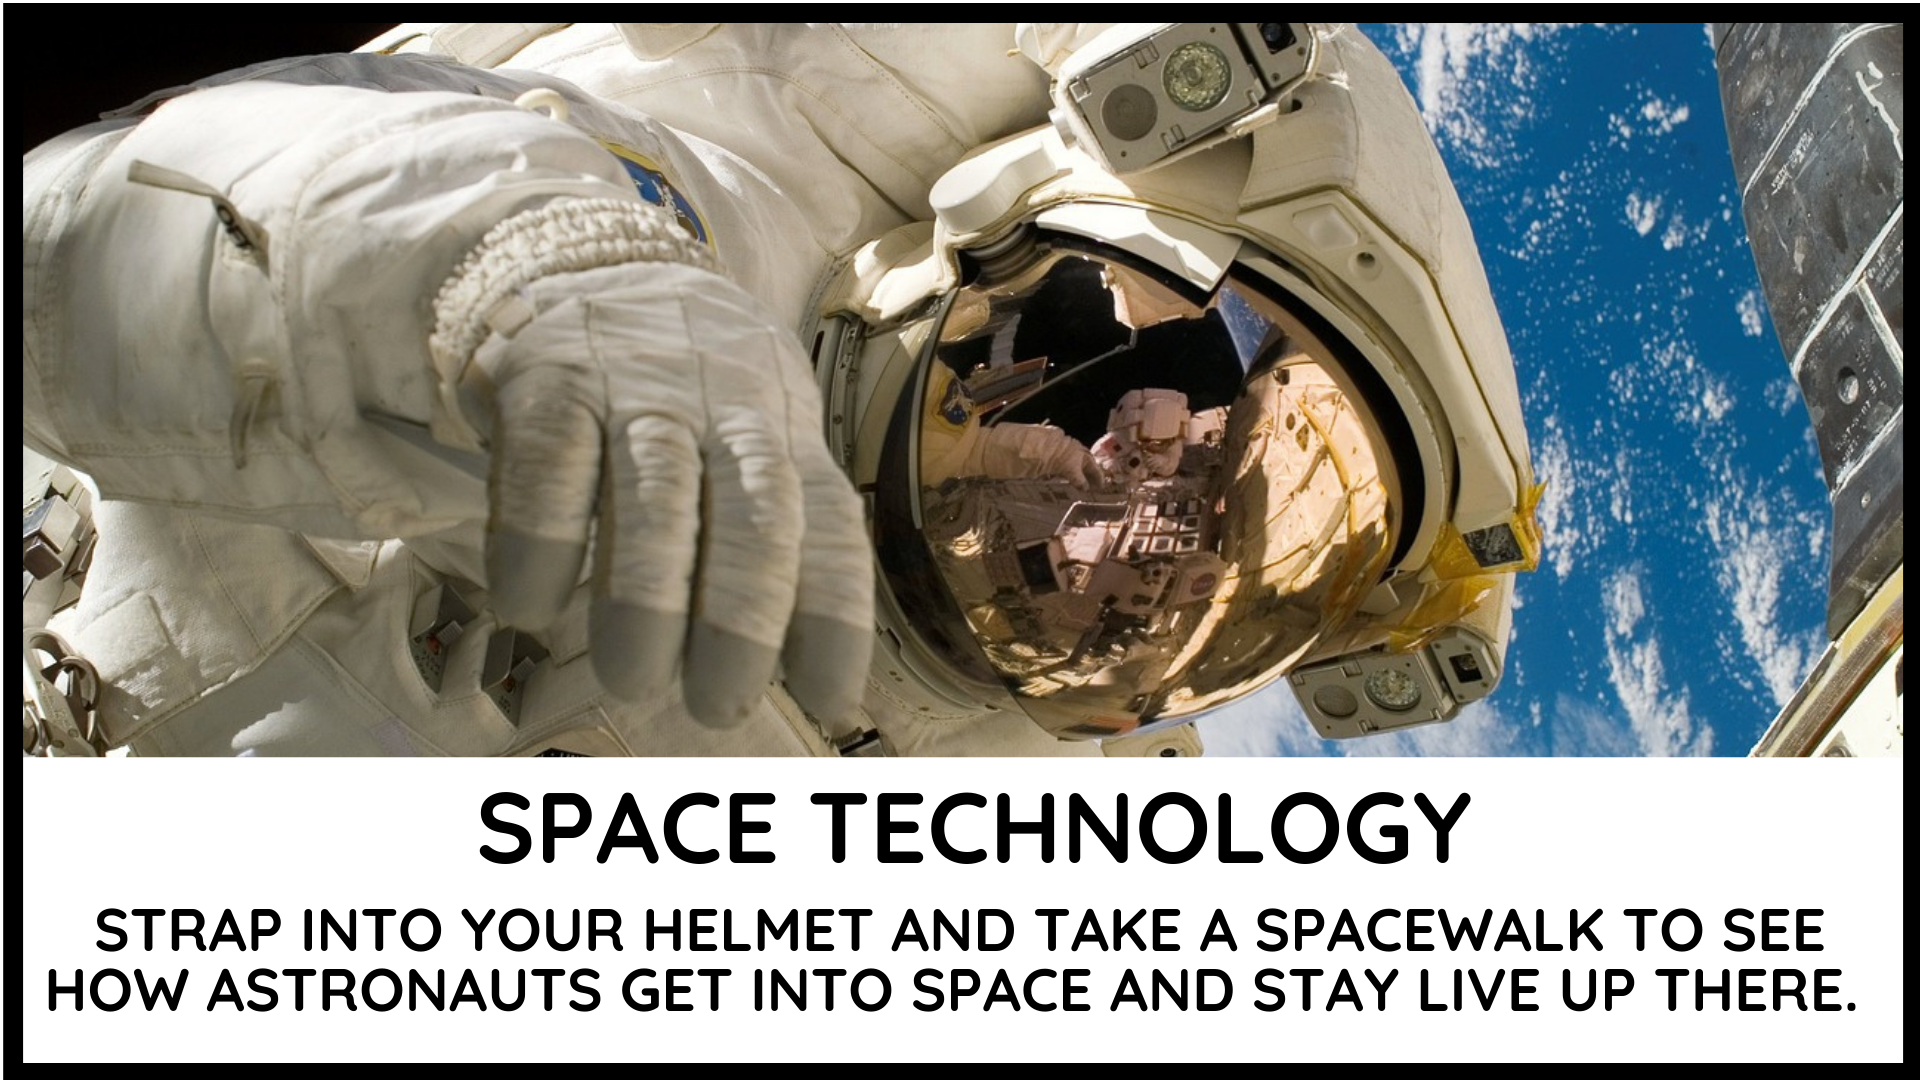 SPACE TECHNOLOGY
STRAP INTO YOUR HELMET AND TAKE A SPACEWALK TO SEE
HOW ASTRONAUTS GET INTO SPACE AND STAY LIVE UP THERE.